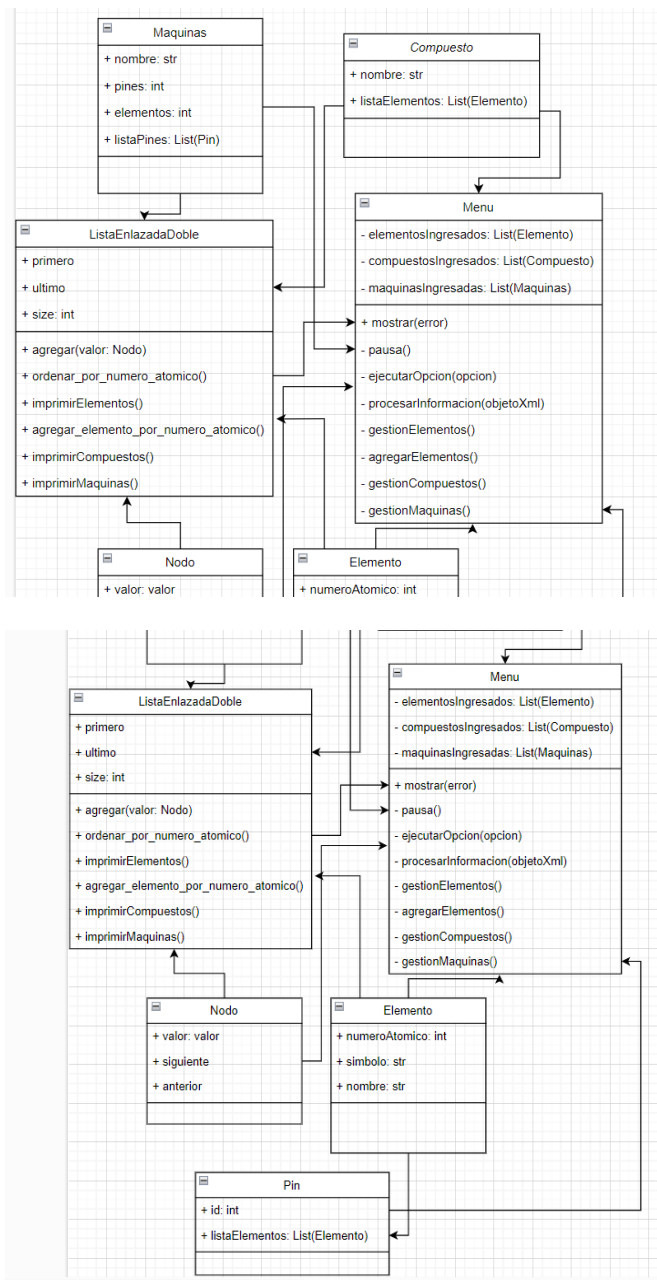 Maquinas
+ nombre: str
+ pines: int
+ elementos: int
+ listaPines: List(Pin)
Compuesto
+ nombre: str
+ listaElementos: List(Elemento)
ListaEnlazadaDoble
+ primero
+ ultimo
+ size: int
+ agregar(valor: Nodo)
+ ordenar_por_numero_atomico()
+ imprimirElementos()
+ agregar_elemento_por_numero_atomico()
+ imprimirCompuestos()
+ imprimirMaquinas()
Menu
- elementosIngresados: List(Elemento)
- compuestosIngresados: List(Compuesto)
- maquinasIngresadas: List(Maquinas)
+ mostrar(error)
- pausa()
- ejecutarOpcion(opcion)
- procesarInformacion(objetoXml)
- gestionElementos()
- agregarElementos()
- gestionCompuestos()
- gestionMaquinas()
Nodo
+ valor: valor
Elemento
+ numeroAtomico: int
ListaEnlazadaDoble
+ primero
+ ultimo
+ size: int
+ agregar(valor: Nodo)
+ ordenar_por_numero_atomico()
+ imprimirElementos()
+ agregar_elemento_por_numero_atomico()
+ imprimirCompuestos()
+ imprimirMaquinas()
Menu
- elementosIngresados: List(Elemento)
- compuestosIngresados: List(Compuesto)
- maquinasIngresadas: List(Maquinas)
+ mostrar(error)
- pausa()
- ejecutarOpcion(opcion)
- procesarInformacion(objetoXml)
- gestionElementos()
- agregarElementos()
- gestionCompuestos()
- gestionMaquinas()
Nodo
+ valor: valor
+ siguiente
+ anterior
Elemento
+ numeroAtomico: int
+ simbolo: str
+ nombre: str
Pin
+ id: int
+ listaElementos: List(Elemento)